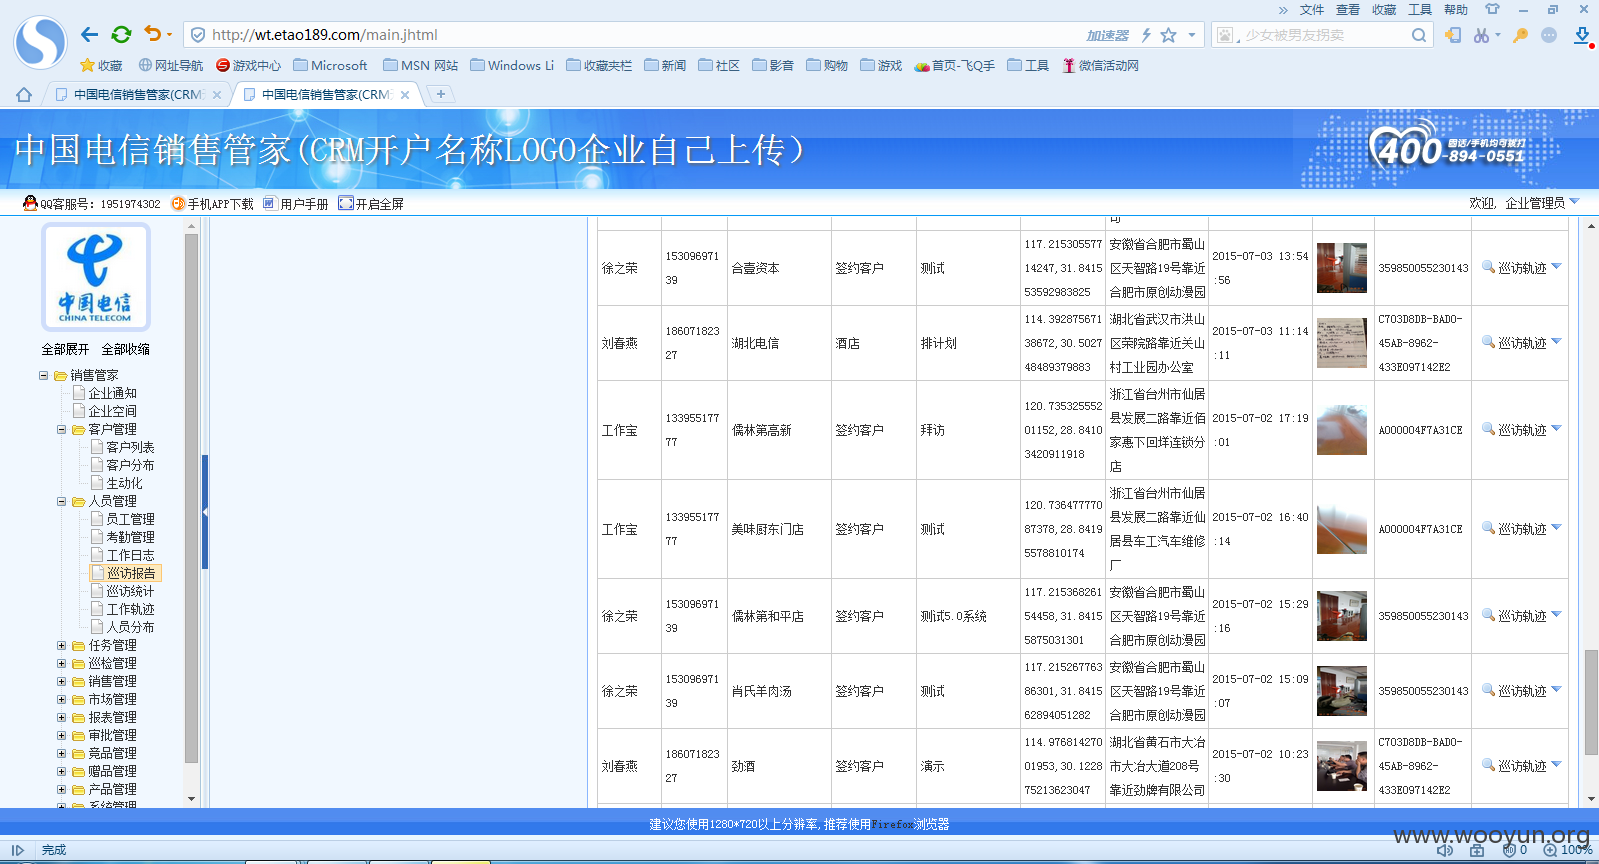 » 文件 查看 收藏 工具 帮助
http://wt.etao189.com/main.jhtml
加速器
少女被男友拐卖
收藏 网址导航 游戏中心 Microsoft MSN 网站 Windows Li 收藏夹栏 新闻 社区 影音 购物 游戏 首页-飞Q手 工具 微信活动网
中国电信销售管家(CRM
中国电信销售管家(CRM
中国电信销售管家(CRM开户名称LOGO企业自己上传)
400
固话/手机均可拨打
-894-0551
QQ客服号: 1951974302 手机APP下载 用户手册 开启全屏
欢迎, 企业管理员
中国电信
CHINA TELECOM
全部展开 全部收缩
销售管家
企业通知
企业空间
客户管理
客户列表
客户分布
生动化
人员管理
员工管理
考勤管理
工作日志
巡访报告
巡访统计
工作轨迹
人员分布
任务管理
巡检管理
销售管理
市场管理
报表管理
审批管理
竞品管理
赠品管理
产品管理
系统管理
司
徐之荣 153096971
39 合壹资本 签约客户 测试 117.215305577
14247,31.8415
53592983825 安徽省合肥市蜀山
区天智路19号靠近
合肥市原创动漫园 2015-07-03 13:54
:56 359850055230143 巡访轨迹
刘春燕 186071823
27 湖北电信 酒店 排计划 114.392875671
38672,30.5027
48489379883 湖北省武汉市洪山
区荣院路靠近关山
村工业园办公室 2015-07-03 11:14
:11 C703D8DB-BAD0-
45AB-8962-
433E097142E2 巡访轨迹
工作宝 133955177
77 儒林第高新 签约客户 拜访 120.735325552
01152,28.8410
3420911918 浙江省台州市仙居
县发展二路靠近佰
家惠下回垟连锁分
店 2015-07-02 17:19
:01 A000004F7A31CE 巡访轨迹
工作宝 133955177
77 美味厨东门店 签约客户 测试 120.736477770
87378,28.8419
5578810174 浙江省台州市仙居
县发展二路靠近仙
居县车工汽车维修
厂 2015-07-02 16:40
:14 A000004F7A31CE 巡访轨迹
徐之荣 153096971
39 儒林第和平店 签约客户 测试5.0系统 117.215368261
54458,31.8415
5875031301 安徽省合肥市蜀山
区天智路19号靠近
合肥市原创动漫园 2015-07-02 15:29
:16 359850055230143 巡访轨迹
徐之荣 153096971
39 肖氏羊肉汤 签约客户 测试 117.215267763
86301,31.8415
62894051282 安徽省合肥市蜀山
区天智路19号靠近
合肥市原创动漫园 2015-07-02 15:09
:07 359850055230143 巡访轨迹
刘春燕 186071823
27 劲酒 签约客户 演示 114.976814270
01953,30.1228
75213623047 湖北省黄石市大冶
市大冶大道208号
靠近劲牌有限公司 2015-07-02 10:23
:30 C703D8DB-BAD0-
45AB-8962-
433E097142E2 巡访轨迹
建议您使用1280*720以上分辨率,推荐使用Firefox浏览器
www.wooyun.org
完成
0 100%